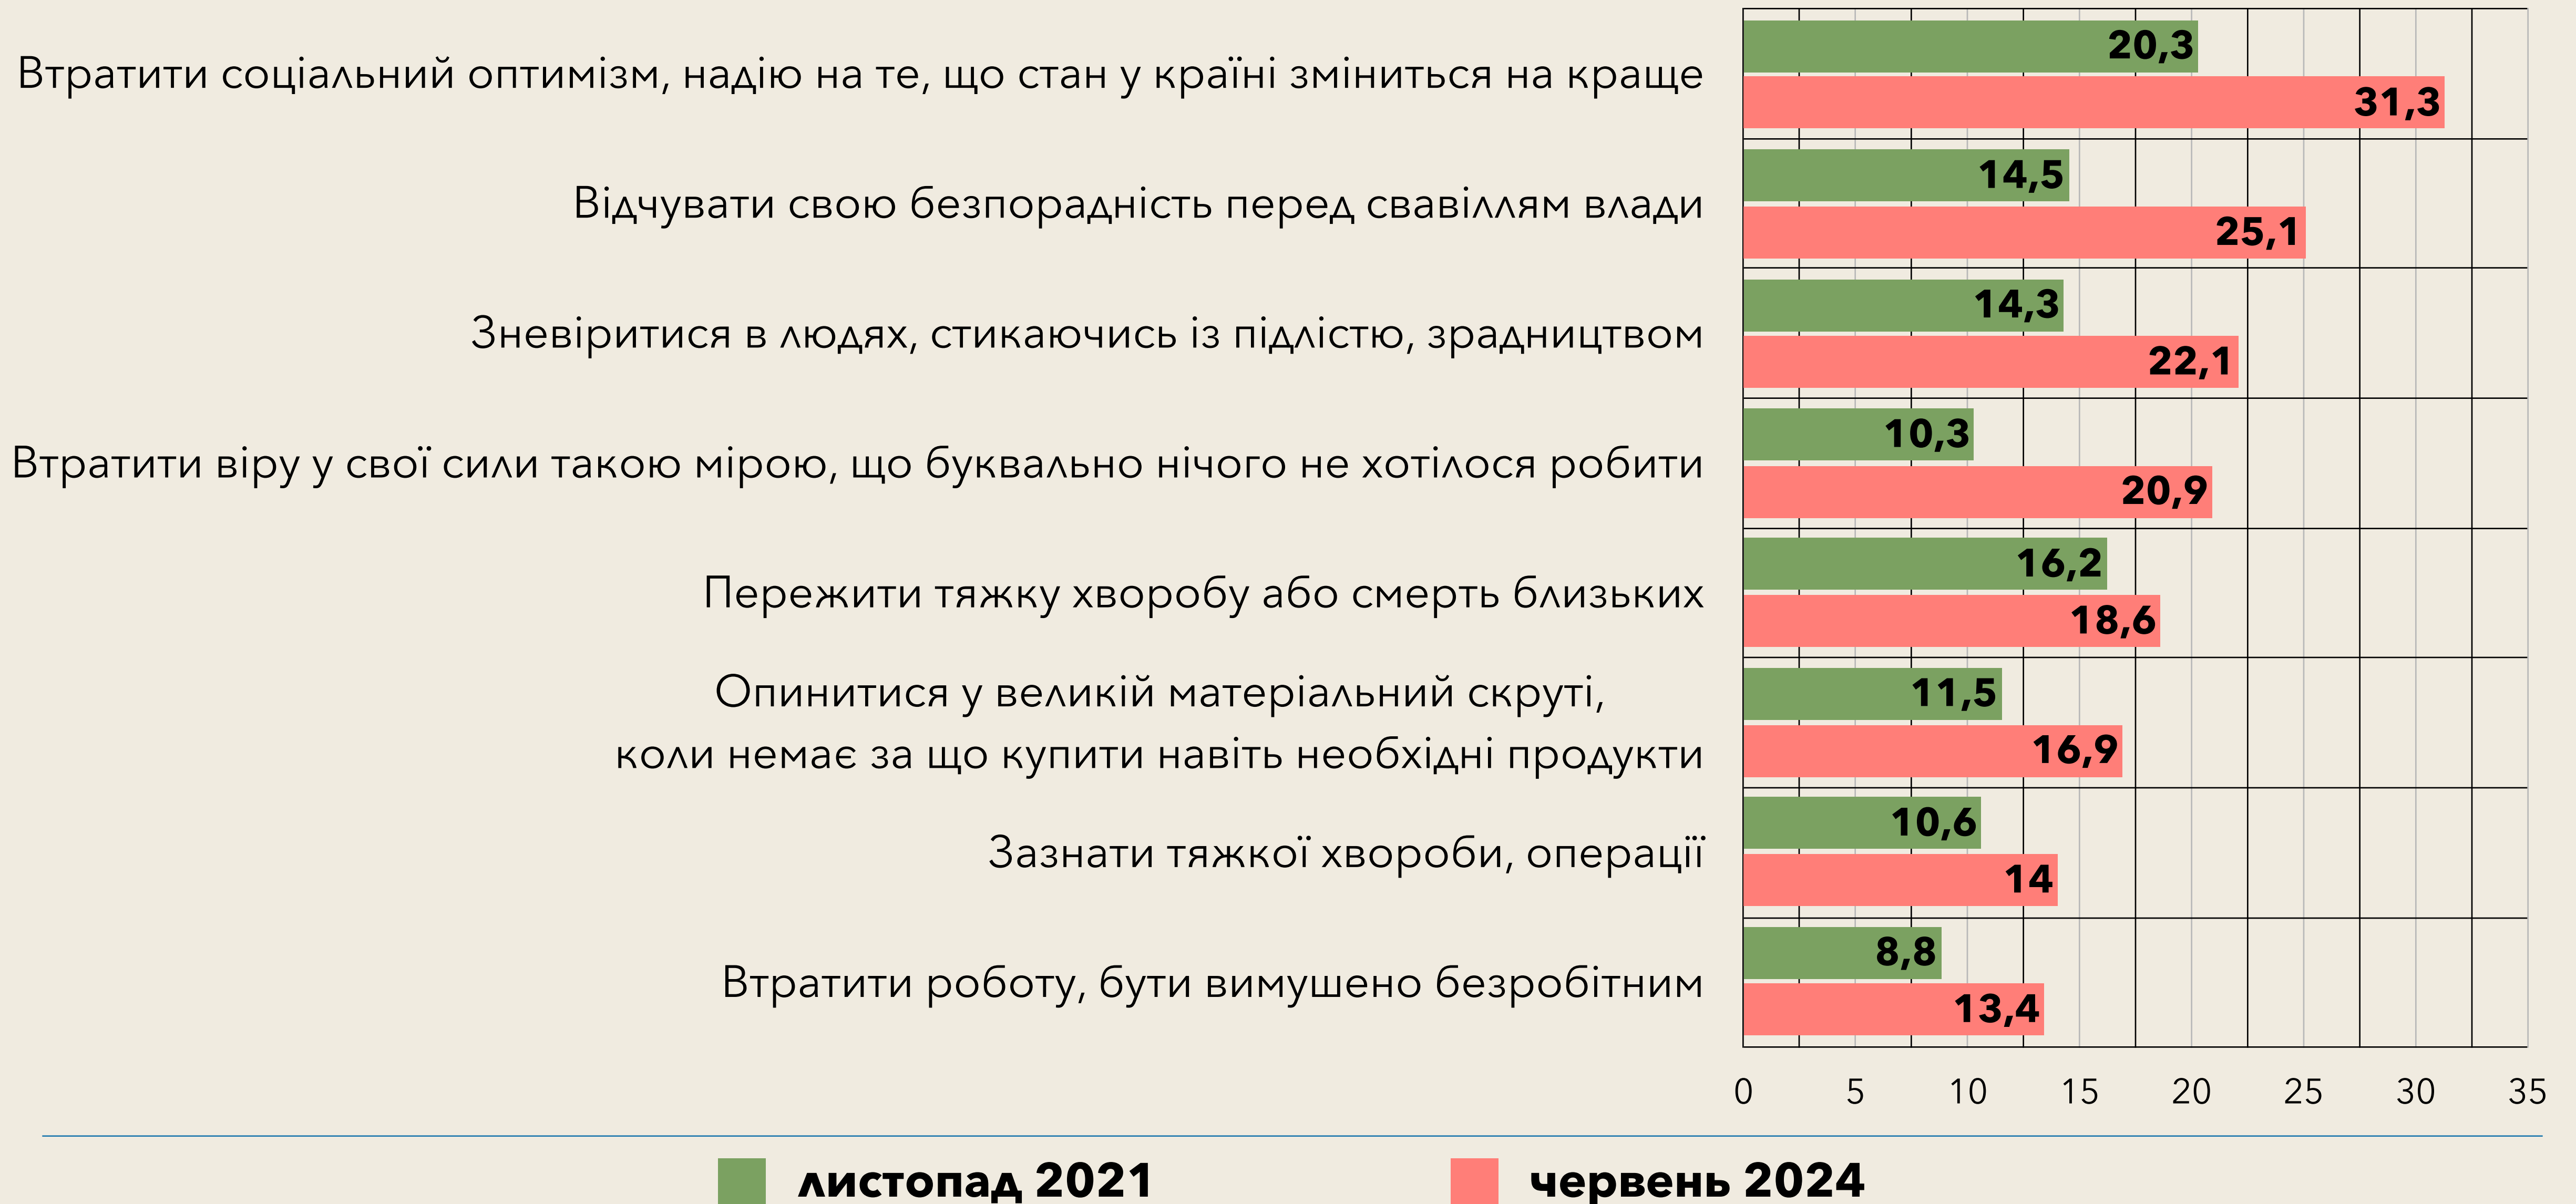 Втратити соціальний оптимізм, надію на те, що стан у країні зміниться на краще
20,3
31,3
Відчувати свою безпорадність перед свавіллям влади
14,5
25,1
Зневіритися в людях, стикаючись із підлістю, зрадництвом
14,3
22,1
Втратити віру у свої сили такою мірою, що буквально нічого не хотілося робити
10,3
20,9
Пережити тяжку хворобу або смерть близьких
16,2
18,6
Опинитися у великій матеріальний скруті,
коли немає за що купити навіть необхідні продукти
11,5
16,9
Зазнати тяжкої хвороби, операції
10,6
14
Втратити роботу, бути вимушено безробітним
8,8
13,4
0 5 10 15 20 25 30 35
листопад 2021 червень 2024